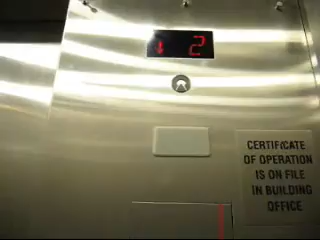 ↓ 2
CERTIFICATE
OF OPERATION
IS ON FILE
IN BUILDING
OFFICE